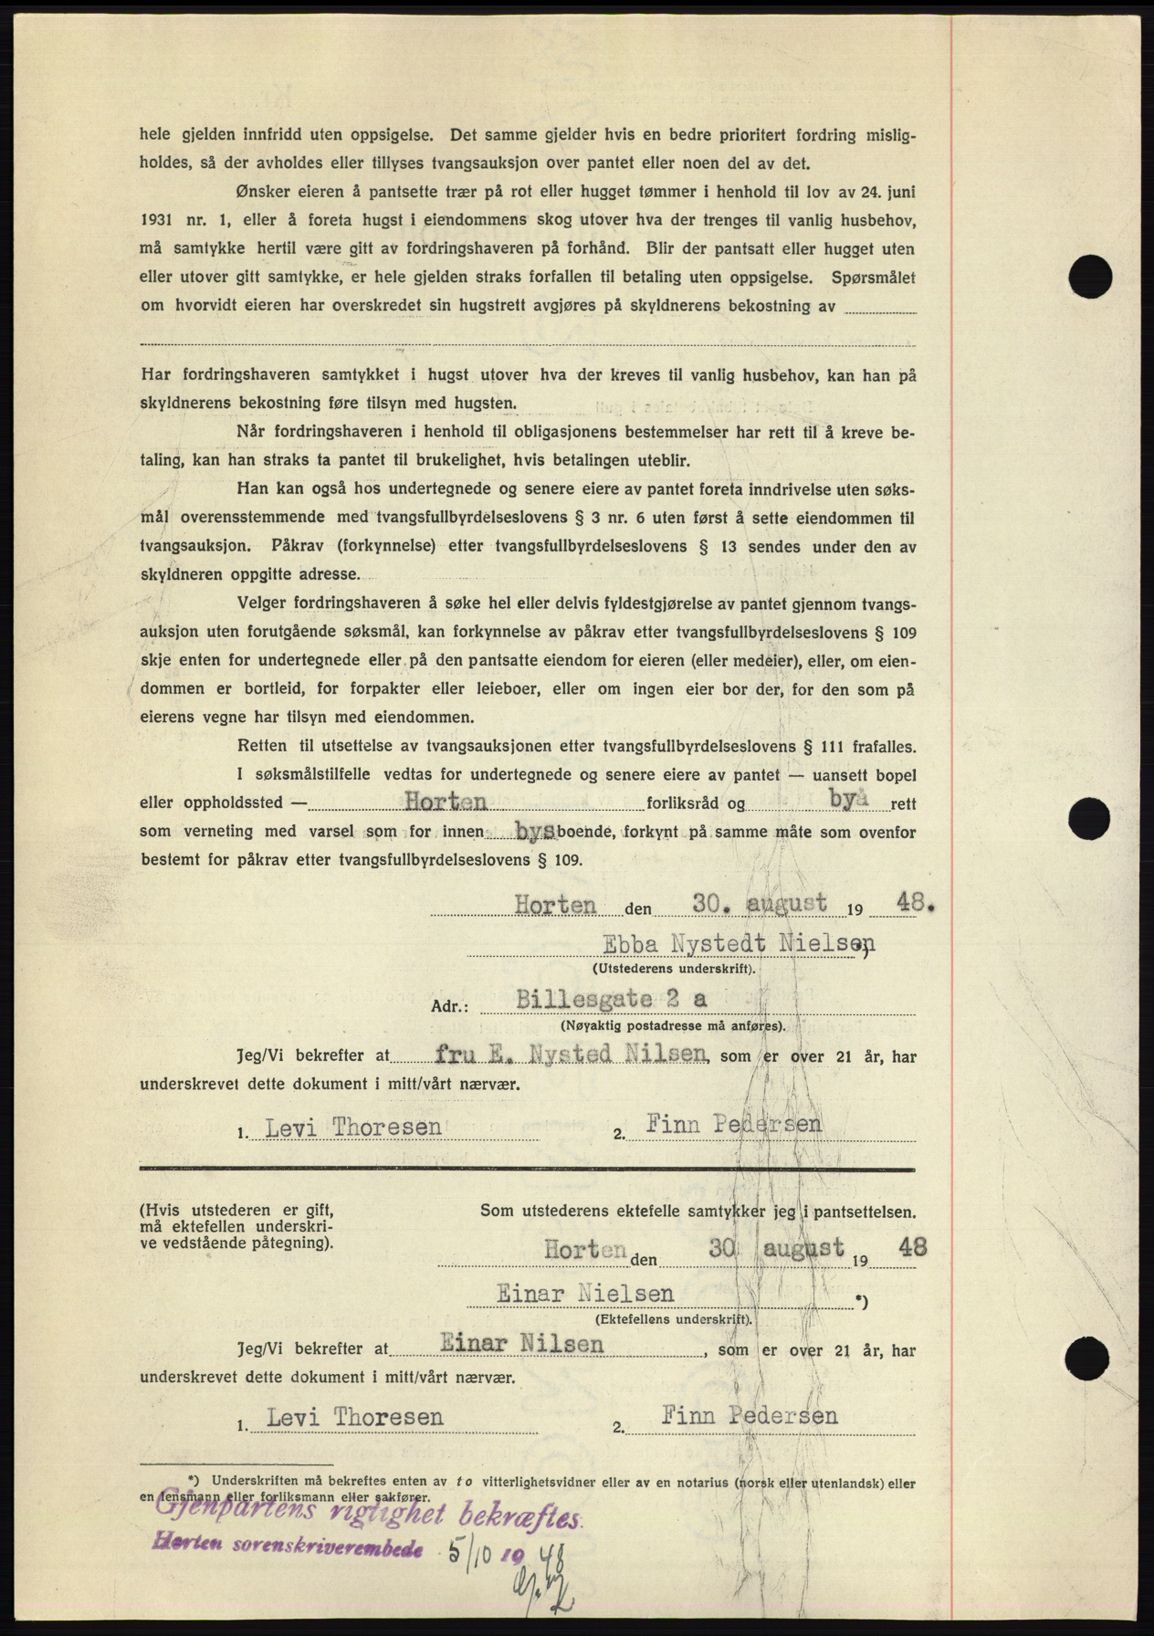 hele gjelden innfridd uten oppsigelse. Det samme gjelder hvis en bedre prioritert fordring mislig-
holdes, så der avholdes eller tillyses tvangsauksjon over pantet eller noen del av det.
Ønsker eieren å pantsette trær på rot eller hugget tømmer i henhold til lov av 24. juni
1931 nr. 1, eller å foreta hugst i eiendommens skog utover hva der trenges til vanlig husbehov,
må samtykke hertil være gitt av fordringshaveren på forhånd. Blir der pantsatt eller hugget uten
eller utover gitt samtykke, er hele gjelden straks forfallen til betaling uten oppsigelse. Spørsmålet
om hvorvidt eieren har overskredet sin hugstrett avgjøres på skyldnerens bekostning av
Har fordringshaveren samtykket i hugst utover hva der kreves til vanlig husbehov, kan han på
skyldnerens bekostning føre tilsyn med hugsten.
Når fordringshaveren i henhold til obligasjonens bestemmelser har rett til å kreve be-
taling, kan han straks ta pantet til brukelighet, hvis betalingen uteblir.
Han kan også hos undertegnede og senere eiere av pantet foreta inndrivelse uten søks-
mål overensstemmende med tvangsfullbyrdelseslovens § 3 nr. 6 uten først å sette eiendommen til
tvangsauksjon. Påkrav (forkynnelse) etter tvangsfullbyrdelseslovens § 13 sendes under den av
skyldneren oppgitte adresse.
Velger fordringshaveren å søke hel eller delvis fyldestgjørelse av pantet gjennom tvangs-
auksjon uten forutgående søksmål, kan forkynnelse av påkrav etter tvangsfullbyrdelseslovens § 109
skje enten for undertegnede eller på den pantsatte eiendom for eieren (eller medeier), eller, om eien-
dommen er bortleid, for forpakter eller leieboer, eller om ingen eier bor der, for den som på
eierens vegne har tilsyn med eiendommen.
Retten til utsettelse av tvangsauksjonen etter tvangsfullbyrdelseslovens § 111 frafalles.
I søksmålstilfelle vedtas for undertegnede og senere eiere av pantet — uansett bopel
eller oppholdssted — Horten forliksråd og byå rett
som verneting med varsel som for innen bys boende, forkynt på samme måte som ovenfor
bestemt for påkrav etter tvangsfullbyrdelseslovens § 109.
Horten den 30. august 19 48.
Ebba Nystedt Nielsen *)
(Utstederens underskrift).
Adr.: Billesgate 2 a
(Nøyaktig postadresse må anføres).
Jeg/Vi bekrefter at fru E. Nysted Nilsen, som er over 21 år, har
underskrevet dette dokument i mitt/vårt nærvær.
1. Levi Thoresen 2. Finn Pedersen
(Hvis utstederen er gift,
må ektefellen underskri-
ve vedstående påtegning).
Som utstederens ektefelle samtykker jeg i pantsettelsen.
Horten den 30 august 19 48
Einar Nielsen *)
(Ektefellens underskrift).
Jeg/Vi bekrefter at Einar Nilsen, som er over 21 år, har
underskrevet dette dokument i mitt/vårt nærvær.
1. Levi Thoresen 2. Finn Pedersen
*) Underskriften må bekreftes enten av to vitterlighetsvidner eller av en notarius (norsk eller utenlandsk) eller
en lensmann eller forliksmann eller sakfører.
Gjenpartens rigtighet bekræftes.
Horten sorenskriverembede 5/10 19 48